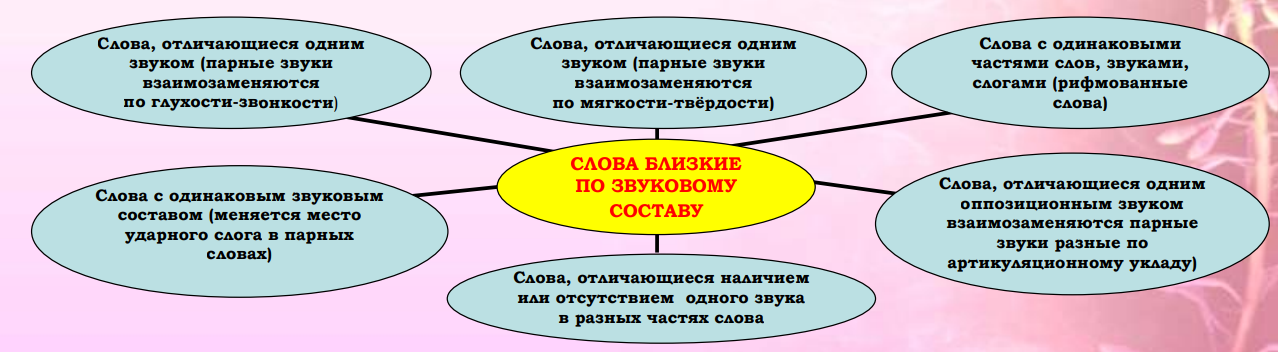 Слова, отличающиеся одним
звуком (парные звуки
взаимозаменяются
по глухости-звонкости)
Слова, отличающиеся одним
звуком (парные звуки
взаимозаменяются
по мягкости-твёрдости)
Слова с одинаковыми
частями слов, звуками,
слогами (рифмованные
слова)
СЛОВА БЛИЗКИЕ
ПО ЗВУКОВОМУ
СОСТАВУ
Слова с одинаковым звуковым
составом (меняется место
ударного слога в парных
словах)
Слова, отличающиеся одним
оппозиционным звуком
взаимозаменяются парные
звуки разные по
артикуляционному укладу)
Слова, отличающиеся наличием
или отсутствием одного звука
в разных частях слова